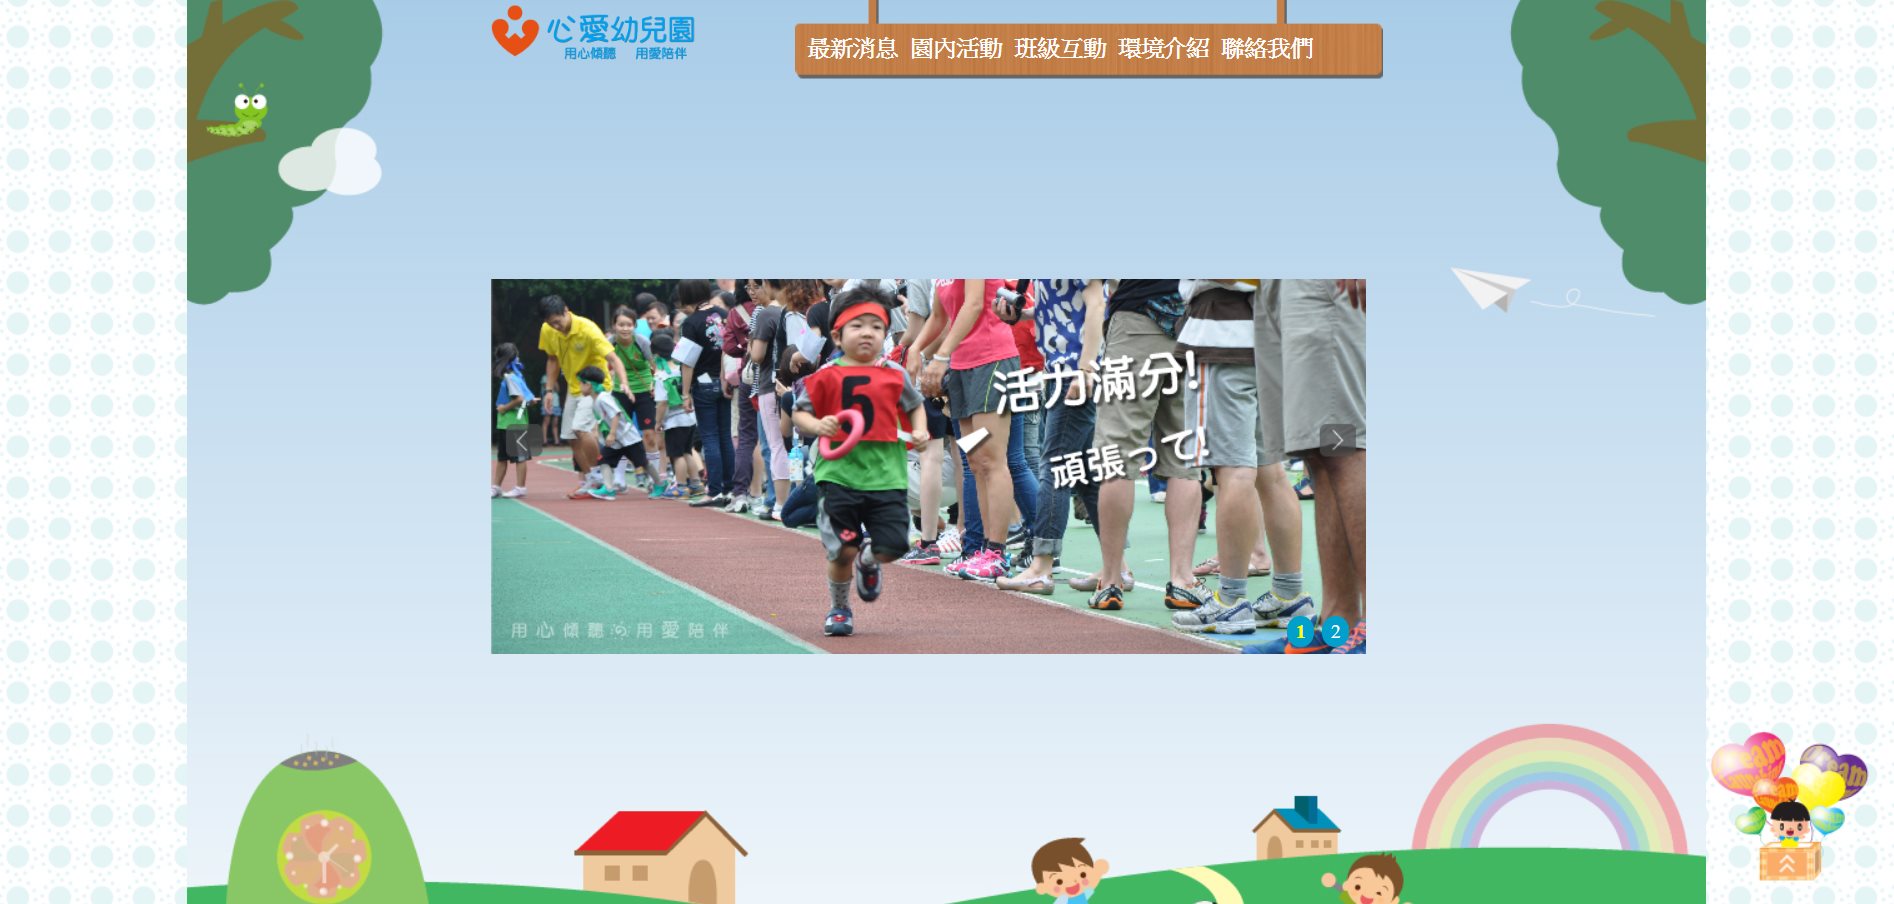 心愛幼兒園
用心傾聽 用愛陪伴
最新消息 園內活動 班級互動 環境介紹 聯絡我們
5
活力滿分!
頑張って!
用心傾聽 用愛陪伴
1 2